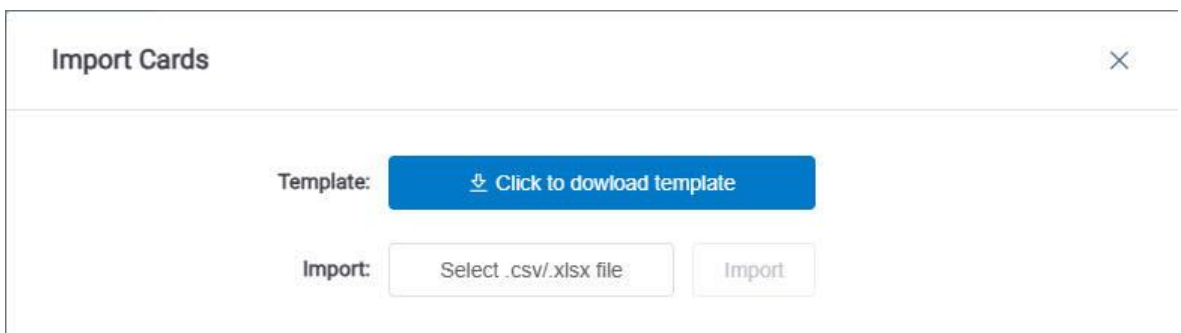 Import Cards
Template: Click to dowload template
Import: Select .csv/.xlsx file Import